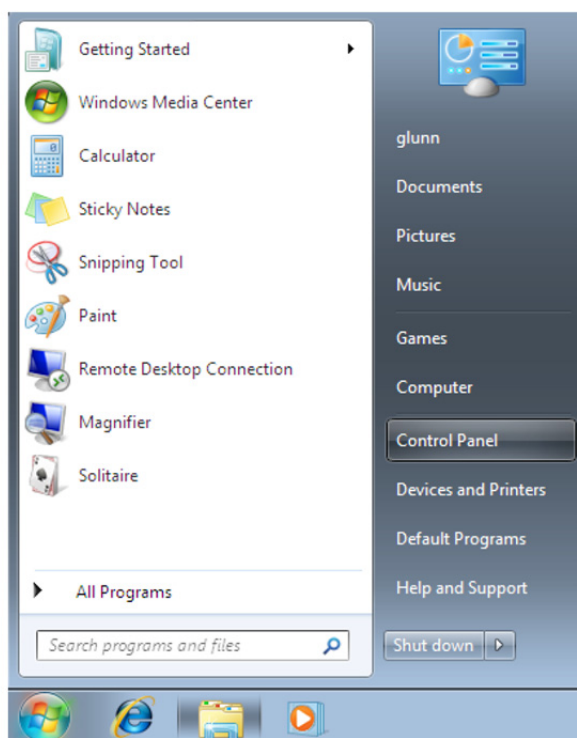 Getting Started
Windows Media Center
Calculator
Sticky Notes
Snipping Tool
Paint
Remote Desktop Connection
Magnifier
Solitaire
All Programs
Search programs and files
glunn
Documents
Pictures
Music
Games
Computer
Control Panel
Devices and Printers
Default Programs
Help and Support
Shut down